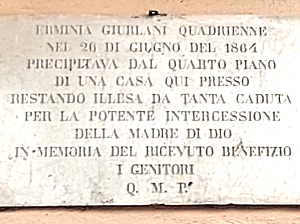 ERMINIA GIURLANI QUADRIENNE
NEL 26 DI GIUGNO DEL 1864
PRECIPITAVA DAL QUARTO PIANO
DI UNA CASA QUI PRESSO
RESTANDO ILLESA DA TANTA CADUTA
PER LA POTENTE INTERCESSIONE
DELLA MADRE DI DIO
IN MEMORIA DEL RICEVUTO BENEFIZIO
I GENITORI
Q. M. P.